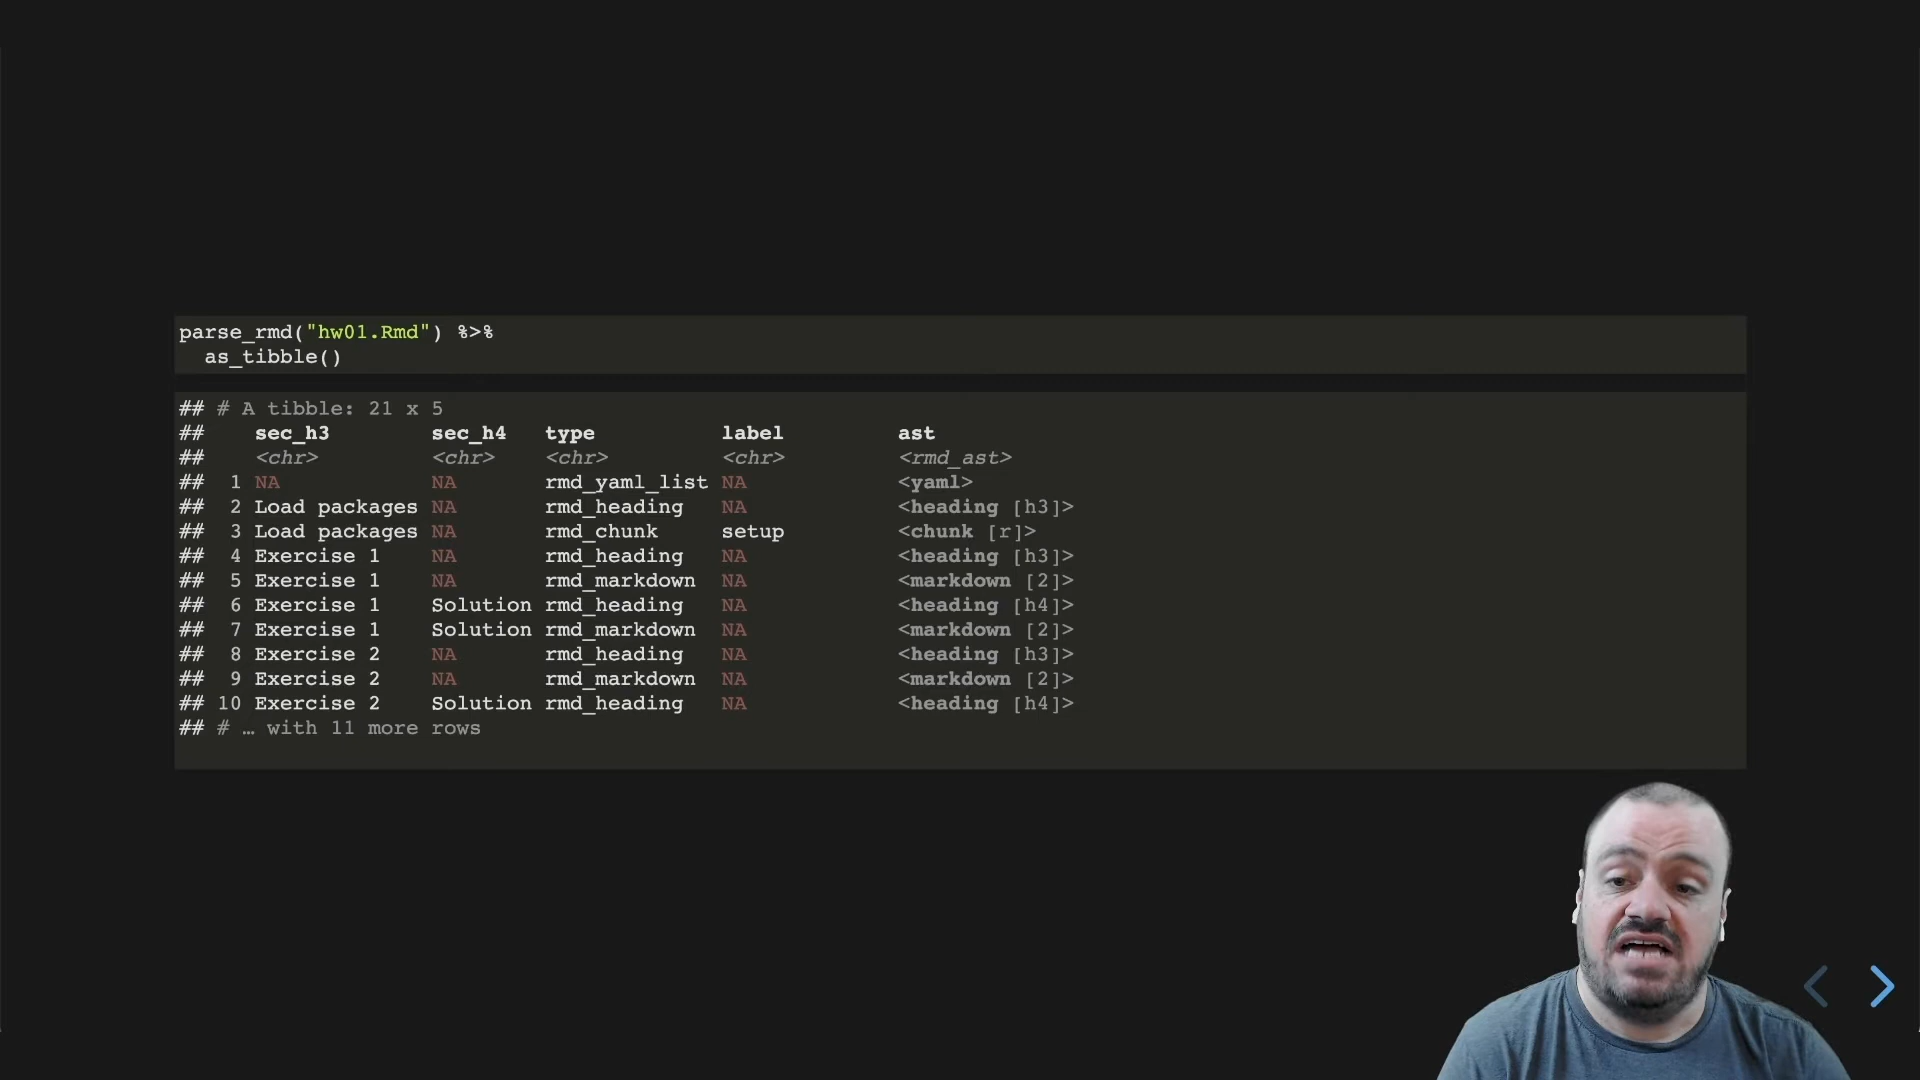 parse_rmd("hw01.Rmd") %>%
  as_tibble()
## # A tibble: 21 x 5
##    sec_h3        sec_h4   type          label         ast
##    <chr>         <chr>    <chr>         <chr>         <rmd_ast>
##  1 NA            NA       rmd_yaml_list NA            <yaml>
##  2 Load packages NA       rmd_heading   NA            <heading [h3]>
##  3 Load packages NA       rmd_chunk     setup         <chunk [r]>
##  4 Exercise 1    NA       rmd_heading   NA            <heading [h3]>
##  5 Exercise 1    NA       rmd_markdown  NA            <markdown [2]>
##  6 Exercise 1    Solution rmd_heading   NA            <heading [h4]>
##  7 Exercise 1    Solution rmd_markdown  NA            <markdown [2]>
##  8 Exercise 2    NA       rmd_heading   NA            <heading [h3]>
##  9 Exercise 2    NA       rmd_markdown  NA            <markdown [2]>
## 10 Exercise 2    Solution rmd_heading   NA            <heading [h4]>
## # … with 11 more rows